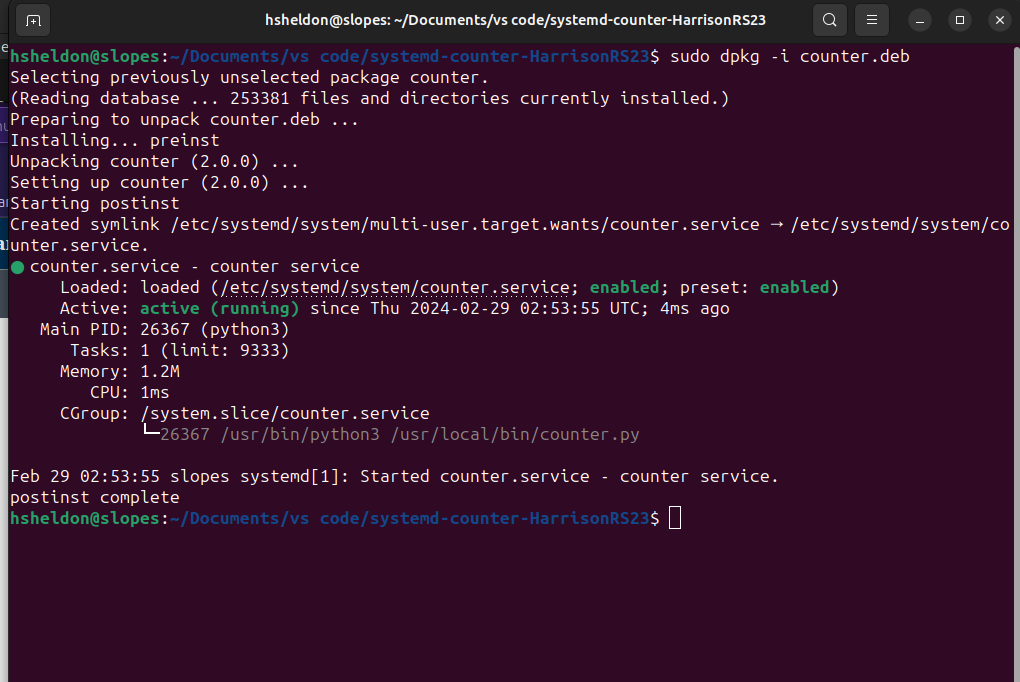 hsheldon@slopes: ~/Documents/vs code/systemd-counter-HarrisonRS23
hsheldon@slopes:~/Documents/vs code/systemd-counter-HarrisonRS23$ sudo dpkg -i counter.deb
Selecting previously unselected package counter.
(Reading database ... 253381 files and directories currently installed.)
Preparing to unpack counter.deb ...
Installing... preinst
Unpacking counter (2.0.0) ...
Setting up counter (2.0.0) ...
Starting postinst
Created symlink /etc/systemd/system/multi-user.target.wants/counter.service → /etc/systemd/system/co
unter.service.
● counter.service - counter service
Loaded: loaded (/etc/systemd/system/counter.service; enabled; preset: enabled)
Active: active (running) since Thu 2024-02-29 02:53:55 UTC; 4ms ago
Main PID: 26367 (python3)
Tasks: 1 (limit: 9333)
Memory: 1.2M
CPU: 1ms
CGroup: /system.slice/counter.service
└─26367 /usr/bin/python3 /usr/local/bin/counter.py
Feb 29 02:53:55 slopes systemd[1]: Started counter.service - counter service.
postinst complete
hsheldon@slopes:~/Documents/vs code/systemd-counter-HarrisonRS23$